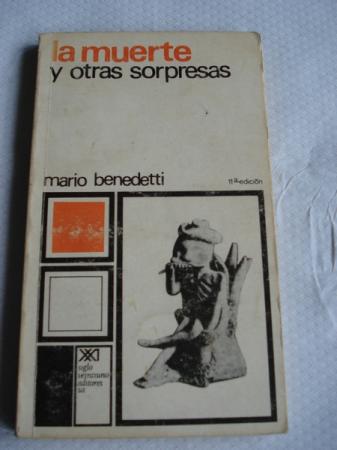 la muerte
y otras sorpresas
mario benedetti
11ª edición
siglo
veintiuno
editores
sa